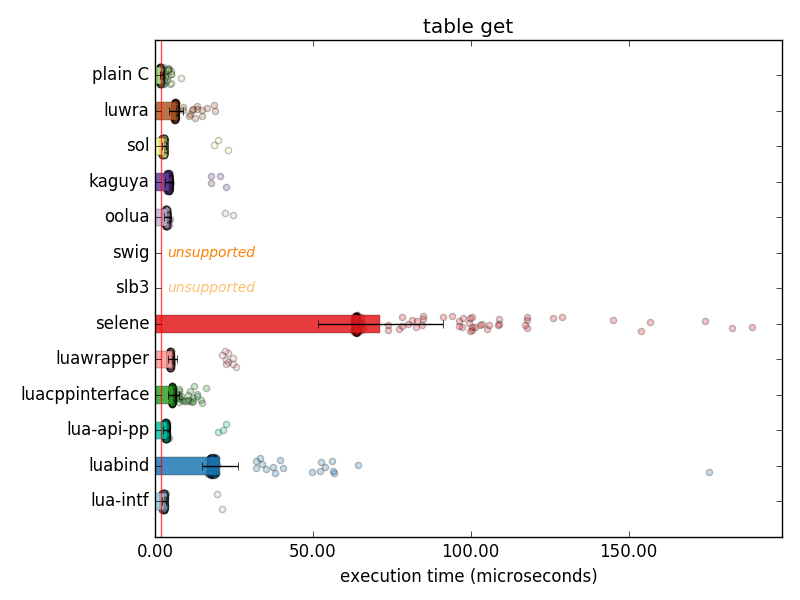 table get
plain C
luwra
sol
kaguya
oolua
swig unsupported
slb3 unsupported
selene
luawrapper
luacppinterface
lua-api-pp
luabind
lua-intf
0.00 50.00 100.00 150.00
execution time (microseconds)